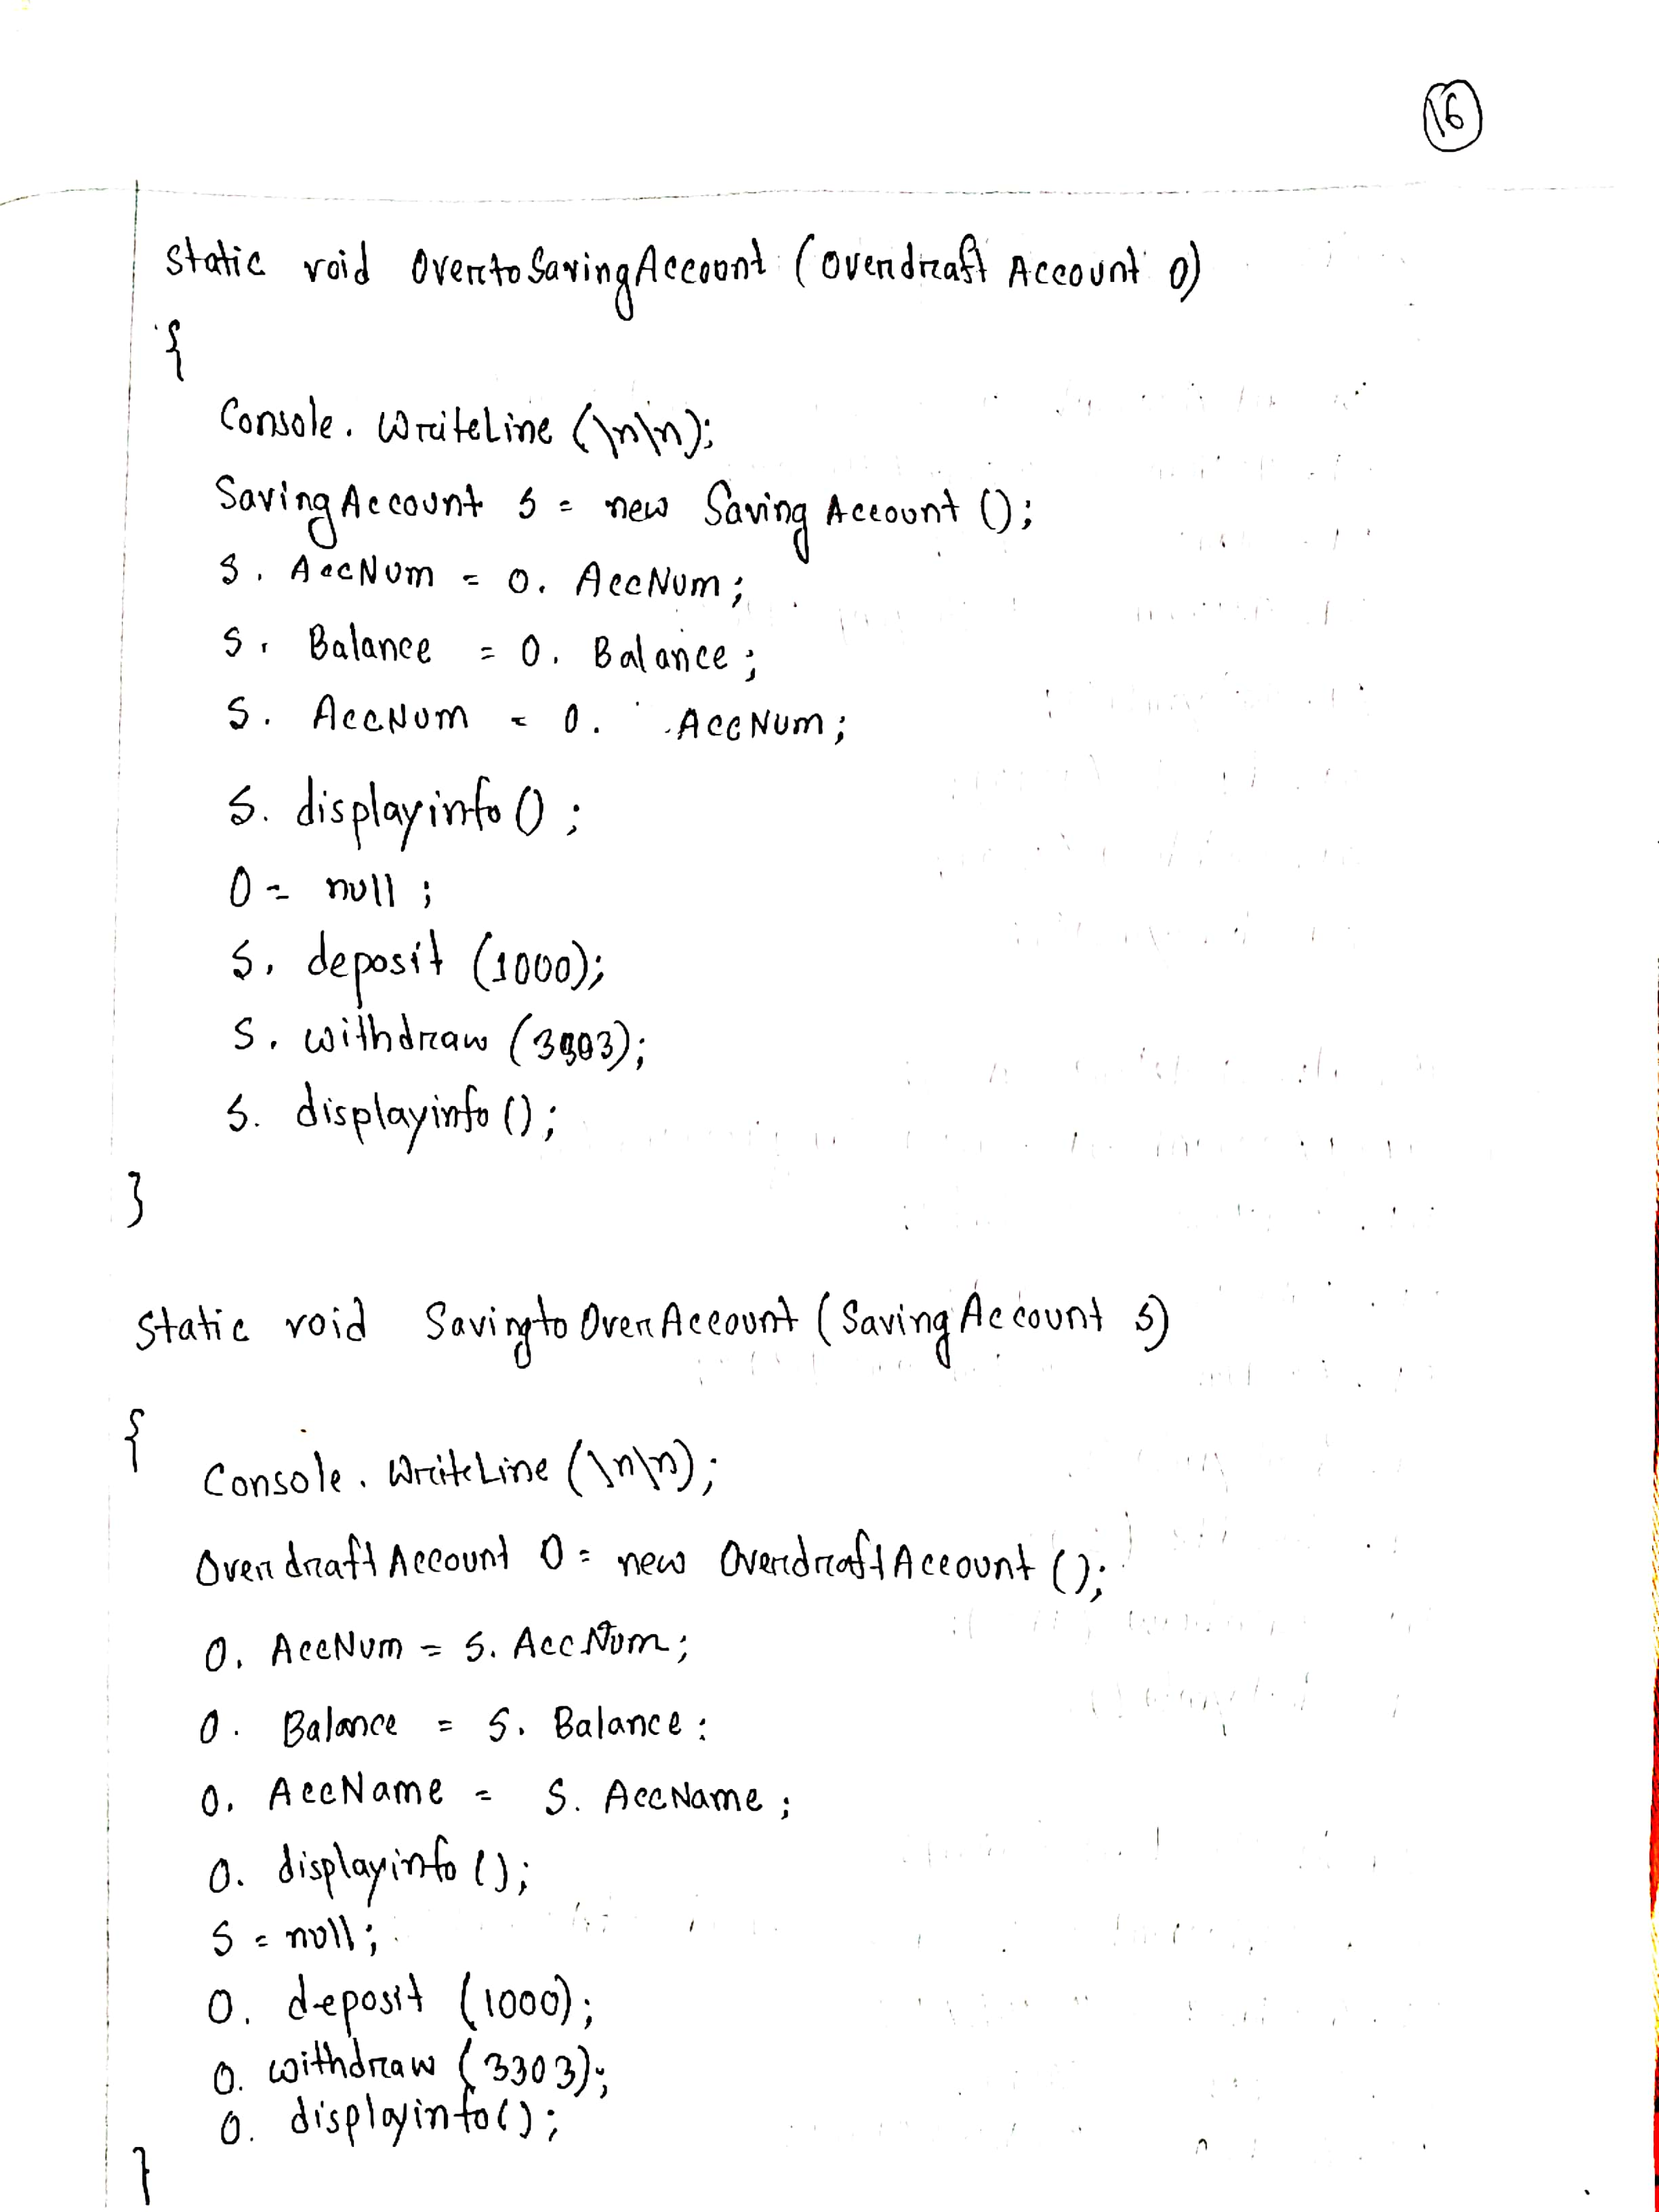 16
static void OvertoSavingAccount (Overdraft Account O)
{
Console. WriteLine (\n\n);
SavingAccount S = new Saving Account ();
S. AccNum = O. AccNum;
S. Balance = O. Balance;
S. AccNum = O. AccNum;
S. displayinfo ();
O = null ;
S. deposit (1000);
S. withdraw ();
S. displayinfo ();
}
static void SavingtoOverAccount (SavingAccount S)
{
Console. WriteLine (\n\n);
OverdraftAccount O = new OverdraftAccount ();
O. AccNum = S. AccNum;
O. Balance = S. Balance:
O. AccName = S. AccName ;
O. displayinfo ();
S = null;
O. deposit (1000);
O. withdraw (3303);
O. displayinfo();
}